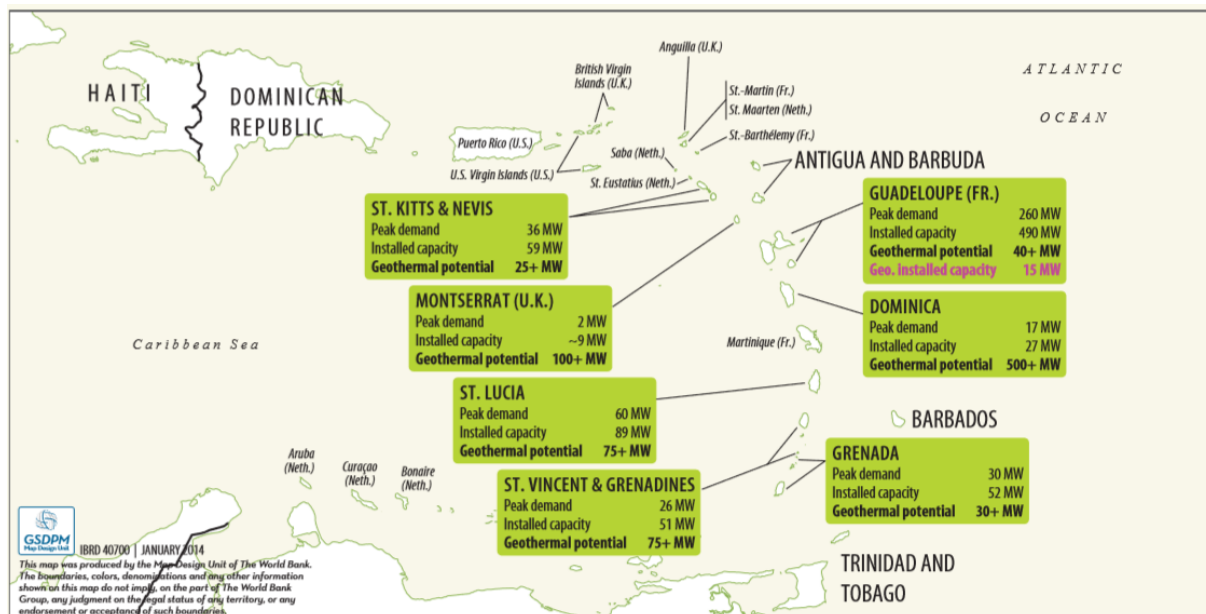 HAITI
DOMINICAN
REPUBLIC
Puerto Rico (U.S.)
British Virgin
Islands (U.K.)
U.S. Virgin Islands (U.S.)
Anguilla (U.K.)
St.-Martin (Fr.)
St. Maarten (Neth.)
St.-Barthélemy (Fr.)
Saba (Neth.)
St. Eustatius (Neth.)
ATLANTIC
OCEAN
ANTIGUA AND BARBUDA
ST. KITTS & NEVIS
Peak demand 36 MW
Installed capacity 59 MW
Geothermal potential 25+ MW
GUADELOUPE (FR.)
Peak demand 260 MW
Installed capacity 490 MW
Geothermal potential 40+ MW
Geo. installed capacity 15 MW
MONTSERRAT (U.K.)
Peak demand 2 MW
Installed capacity ~9 MW
Geothermal potential 100+ MW
DOMINICA
Peak demand 17 MW
Installed capacity 27 MW
Geothermal potential 500+ MW
Caribbean Sea
Martinique (Fr.)
ST. LUCIA
Peak demand 60 MW
Installed capacity 89 MW
Geothermal potential 75+ MW
BARBADOS
Aruba
(Neth.)
Curaçao
(Neth.)
Bonaire
(Neth.)
ST. VINCENT & GRENADINES
Peak demand 26 MW
Installed capacity 51 MW
Geothermal potential 75+ MW
GRENADA
Peak demand 30 MW
Installed capacity 52 MW
Geothermal potential 30+ MW
TRINIDAD AND
TOBAGO
GSDPM
Map Design Unit
IBRD 40700 | JANUARY 2014
This map was produced by the Map Design Unit of The World Bank.
The boundaries, colors, denominations and any other information
shown on this map do not imply, on the part of The World Bank
Group, any judgment on the legal status of any territory, or any
endorsement or acceptance of such boundaries.